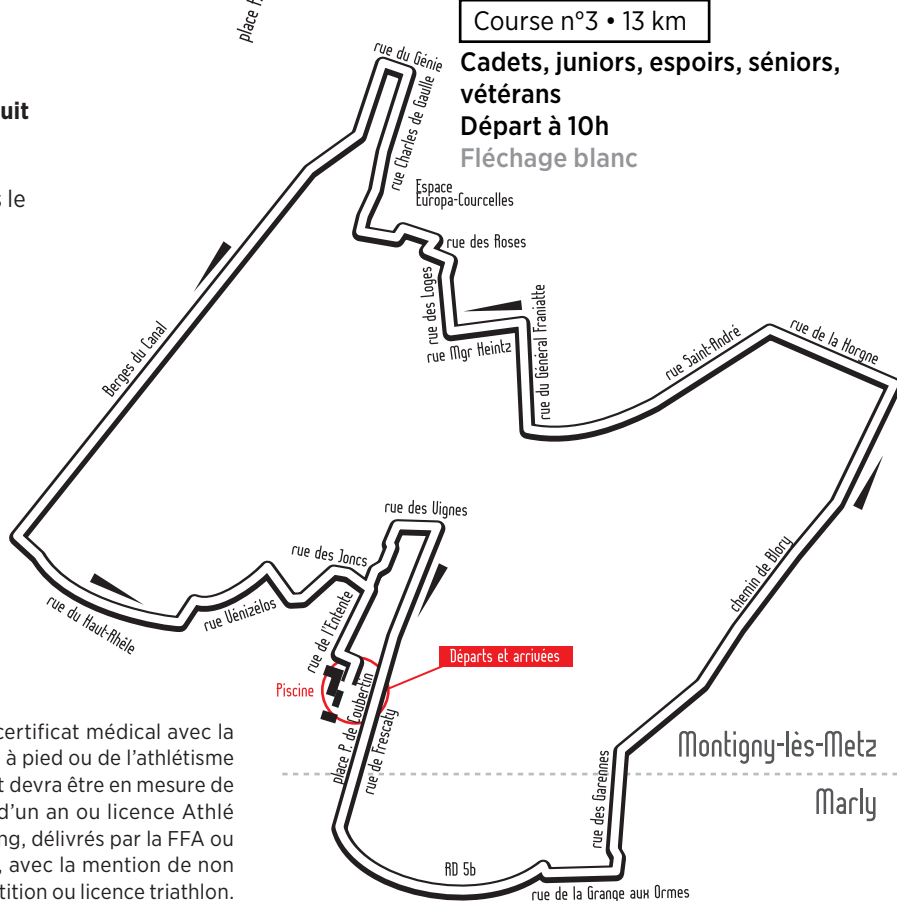 place
Course n°3 • 13 km
Cadets, juniors, espoirs, séniors,
vétérans
Départ à 10h
Fléchage blanc
uit
le
rue du Génie
rue Charles de Gaulle
Espace
Europa-Courcelles
rue des Roses
rue des Loges
rue Mgr Heintz
rue du Général Franiatte
rue Saint-André
rue de la Horgne
Berges du Canal
chemin de Blory
rue des Vignes
rue des Joncs
rue du Haut-Rhêle
rue Vénizélos
rue de l'Entente
Départs et arrivées
Piscine
place P. de Coubertin
rue de Frescaty
Montigny-lès-Metz
Marly
rue des Garennes
RD 5b
rue de la Grange aux Ormes
certificat médical avec la
à pied ou de l'athlétisme
t devra être en mesure de
d'un an ou licence Athlé
ng, délivrés par la FFA ou
, avec la mention de non
tition ou licence triathlon.